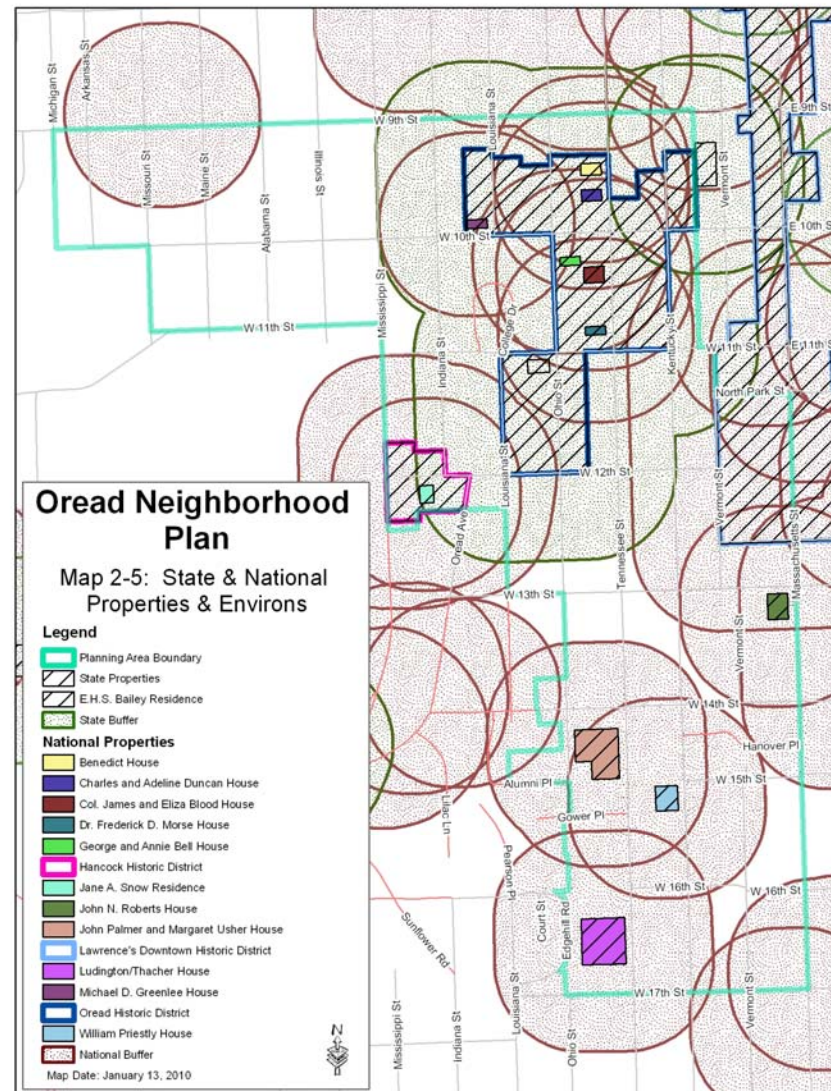 Michigan St
Arkansas St
Missouri St
Maine St
Alabama St
Illinois St
W 9th St
Louisiana St
E 9th St
Vermont St
W 10th St
E 10th St
Mississippi St
W 11th St
Indiana St
College Dr
Ohio St
Kentucky St
W 11th St
E 11th St
North Park St
Louisiana St
W 12th St
Vermont St
Massachusetts St
Oread Ave
Tennessee St
W 13th St
Vermont St
W 14th St
Hanover Pl
Alumni Pl
W 15th St
Lilac Ln
Gower Pl
Pearson Pl
W 16th St
W 16th St
Court St
Edgehill Rd
Sunflower Rd
Louisiana St
W 17th St
Vermont St
Mississippi St
Indiana St
Ohio St
Oread Neighborhood
Plan
Map 2-5: State & National
Properties & Environs
Legend
Planning Area Boundary
State Properties
E.H.S. Bailey Residence
State Buffer
National Properties
Benedict House
Charles and Adeline Duncan House
Col. James and Eliza Blood House
Dr. Frederick D. Morse House
George and Annie Bell House
Hancock Historic District
Jane A. Snow Residence
John N. Roberts House
John Palmer and Margaret Usher House
Lawrence's Downtown Historic District
Ludington/Thacher House
Michael D. Greenlee House
Oread Historic District
William Priestly House
National Buffer
Map Date: January 13, 2010
N